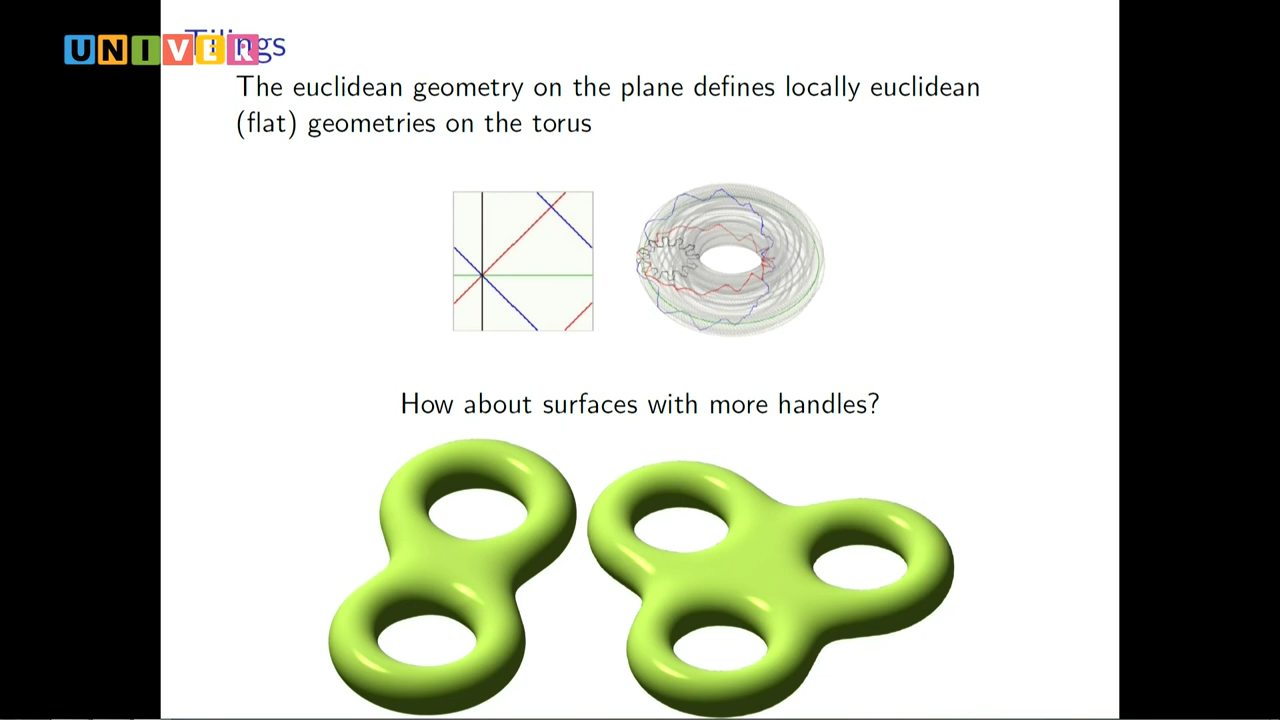 Tilings
UNIVER
The euclidean geometry on the plane defines locally euclidean
(flat) geometries on the torus
How about surfaces with more handles?